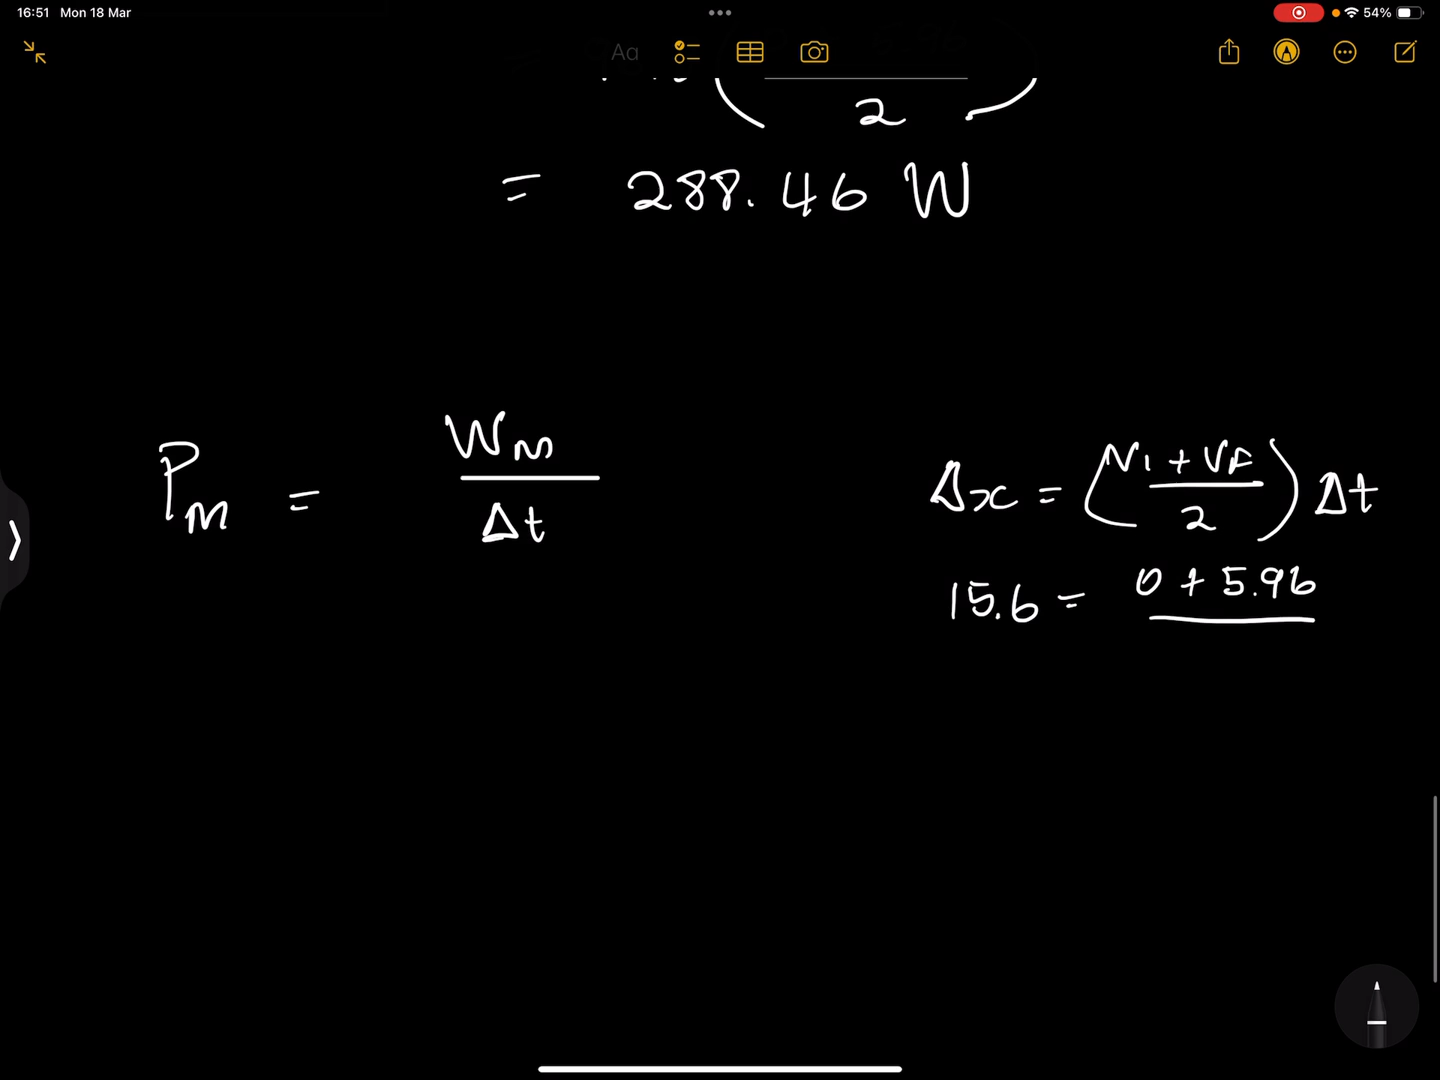 16:51 Mon 18 Mar
54%
Aa
2
= 288.46 W
Pm = Wm / Δt
Δx = (Vi + VF / 2) Δt
15.6 = 0 + 5.96